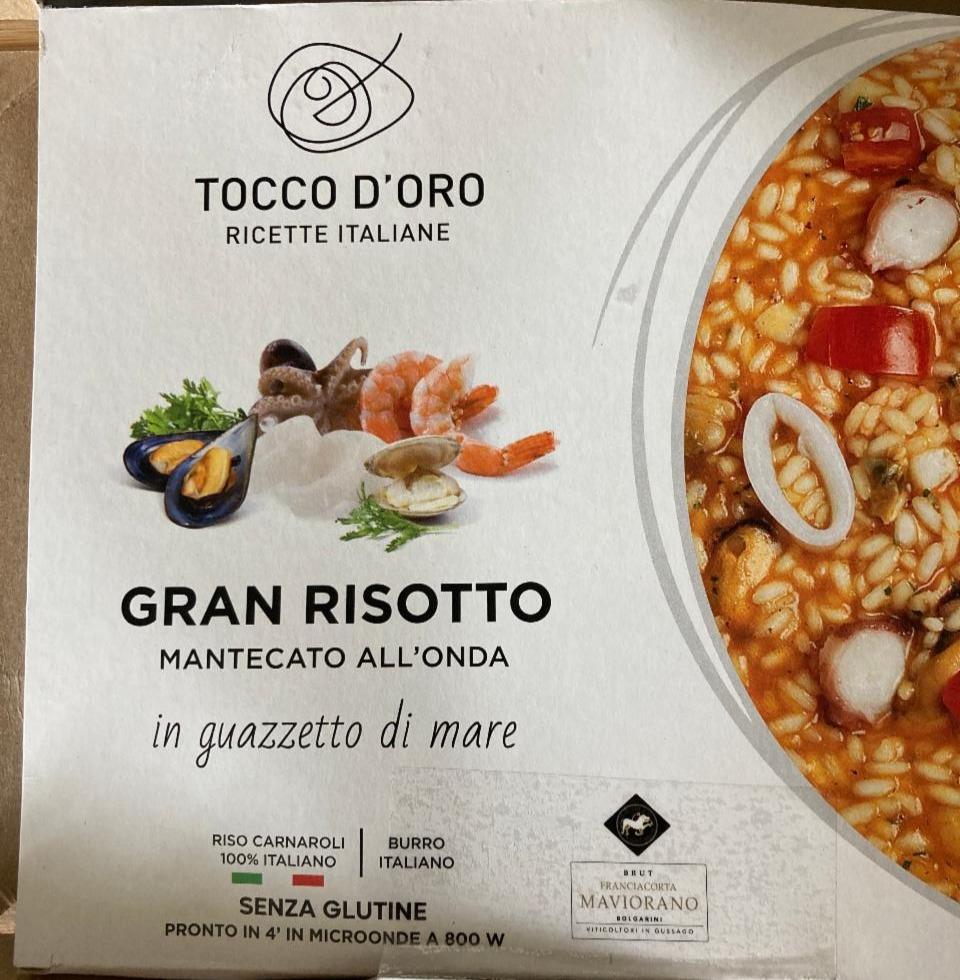 TOCCO D'ORO
RICETTE ITALIANE
GRAN RISOTTO
MANTECATO ALL'ONDA
in guazzetto di mare
RISO CARNAROLI
100% ITALIANO
BURRO
ITALIANO
SENZA GLUTINE
PRONTO IN 4' IN MICROONDE A 800 W
BRUT
FRANCIACORTA
MAVIORANO
BOLGARINI
VITICOLTORI IN GUSSAGO